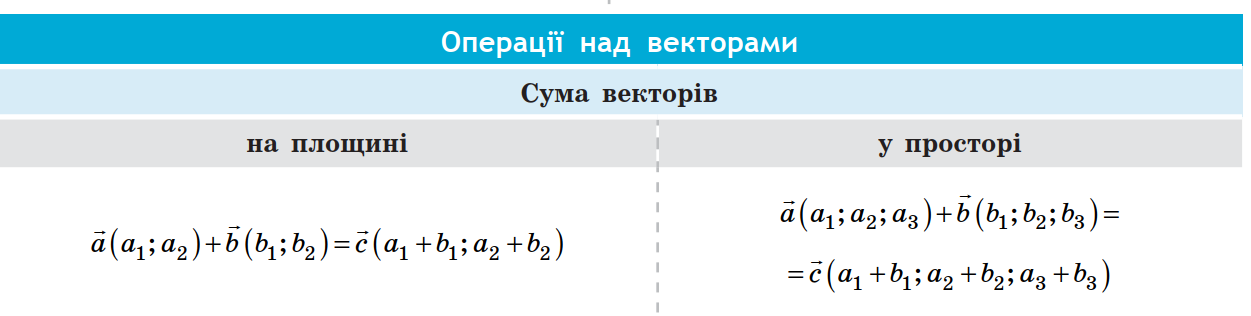 Операції над векторами
Сума векторів
на площині
у просторі
a⃗(a₁; a₂) + b⃗(b₁; b₂) = c⃗(a₁ + b₁; a₂ + b₂)
a⃗(a₁; a₂; a₃) + b⃗(b₁; b₂; b₃) =
= c⃗(a₁ + b₁; a₂ + b₂; a₃ + b₃)